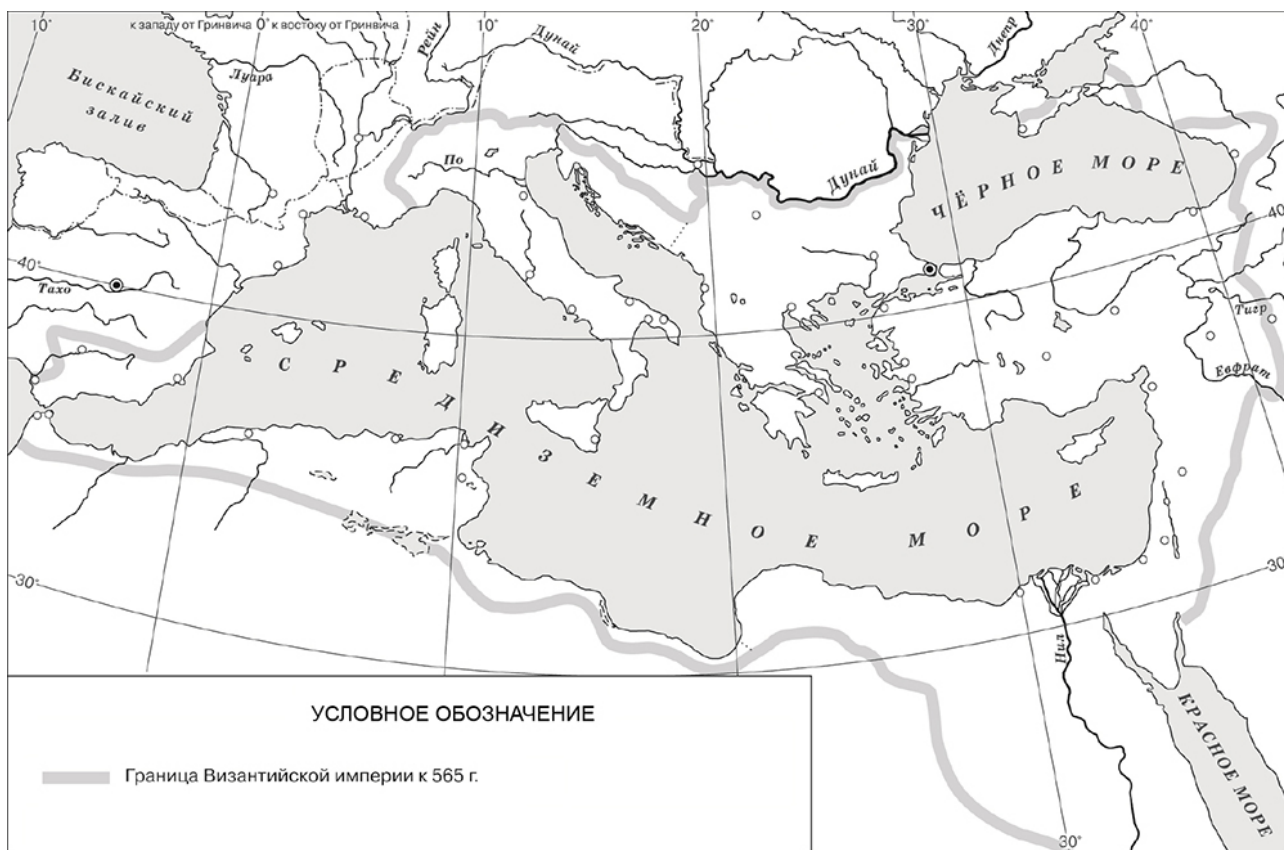 10°
к западу от Гринвича 0° к востоку от Гринвича
10°
20°
30°
40°
Рейн
Дунай
Днепр
Луара
Бискайский
залив
По
Дунай
ЧЁРНОЕ МОРЕ
40°
40°
Тахо
Тигр
Евфрат
СРЕДИЗЕМНОЕ МОРЕ
30°
30°
Нил
КРАСНОЕ МОРЕ
30°
УСЛОВНОЕ ОБОЗНАЧЕНИЕ
Граница Византийской империи к 565 г.